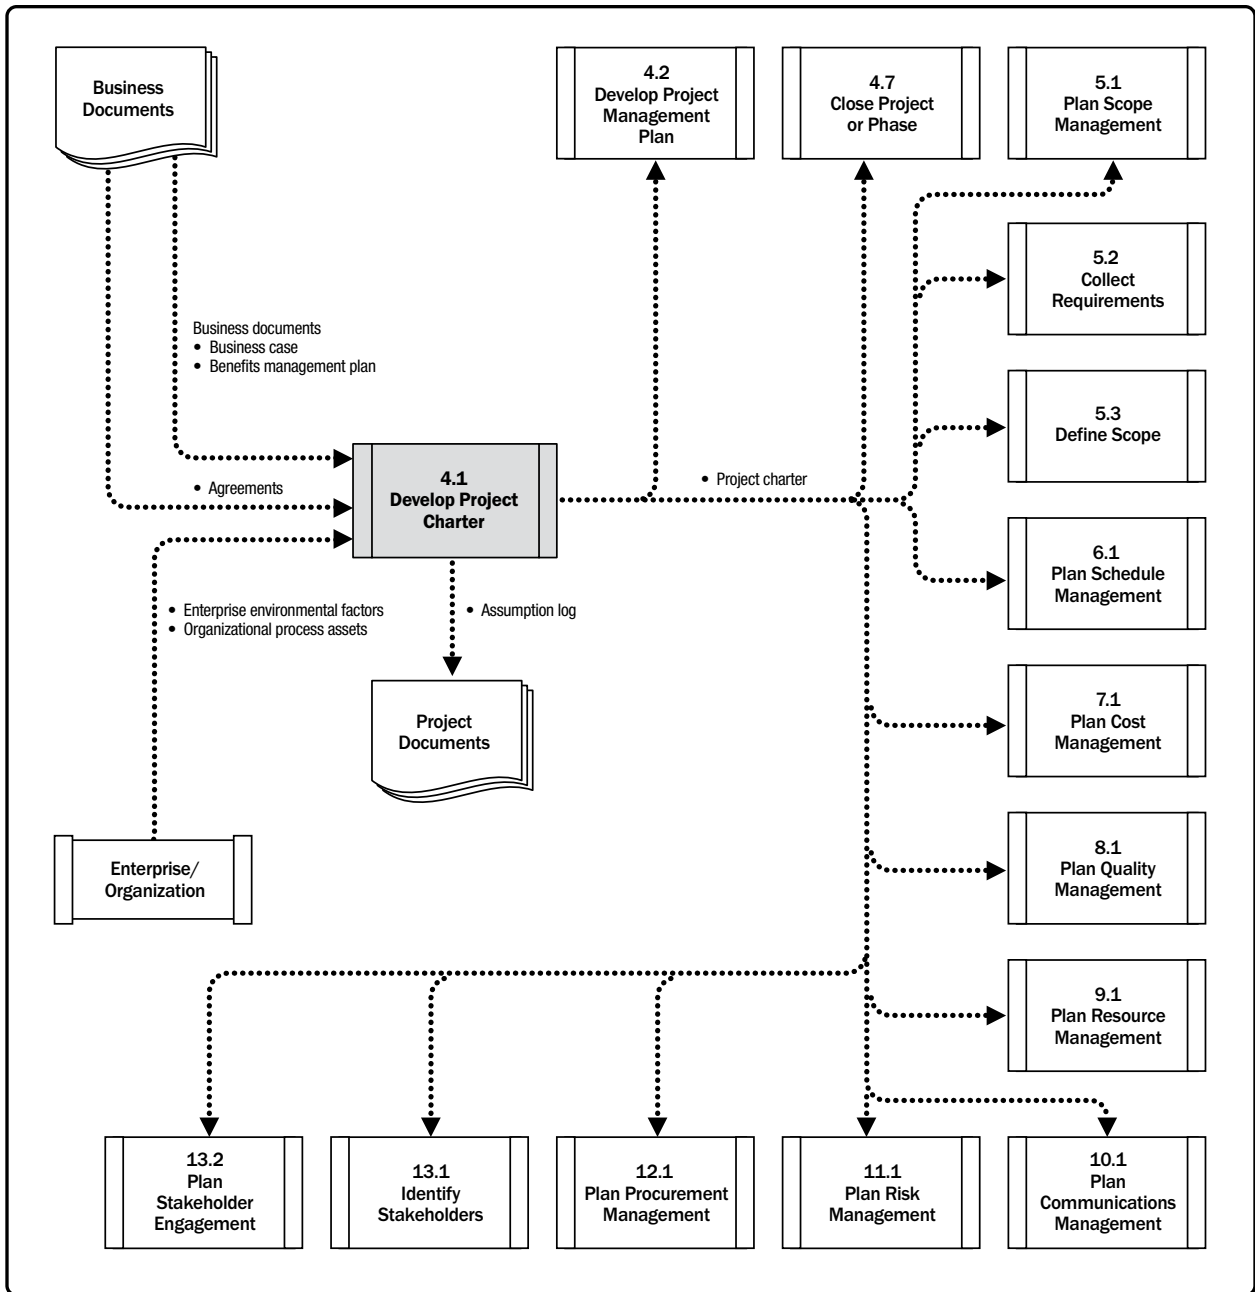 Business
Documents
4.2
Develop Project
Management
Plan
4.7
Close Project
or Phase
5.1
Plan Scope
Management
5.2
Collect
Requirements
Business documents
• Business case
• Benefits management plan
5.3
Define Scope
4.1
Develop Project
Charter
• Agreements
• Project charter
6.1
Plan Schedule
Management
• Enterprise environmental factors
• Organizational process assets
• Assumption log
Project
Documents
7.1
Plan Cost
Management
Enterprise/
Organization
8.1
Plan Quality
Management
9.1
Plan Resource
Management
13.2
Plan
Stakeholder
Engagement
13.1
Identify
Stakeholders
12.1
Plan Procurement
Management
11.1
Plan Risk
Management
10.1
Plan
Communications
Management